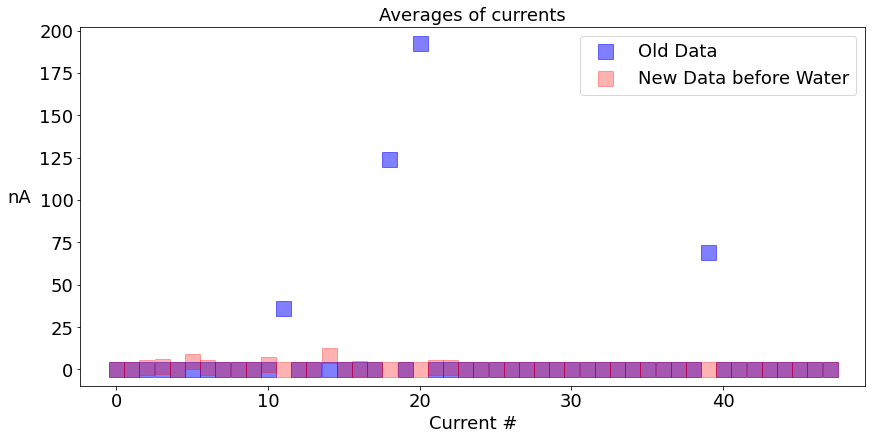 Averages of currents
200
175
150
125
100
75
50
25
0
nA
Old Data
New Data before Water
0 10 20 30 40
Current #